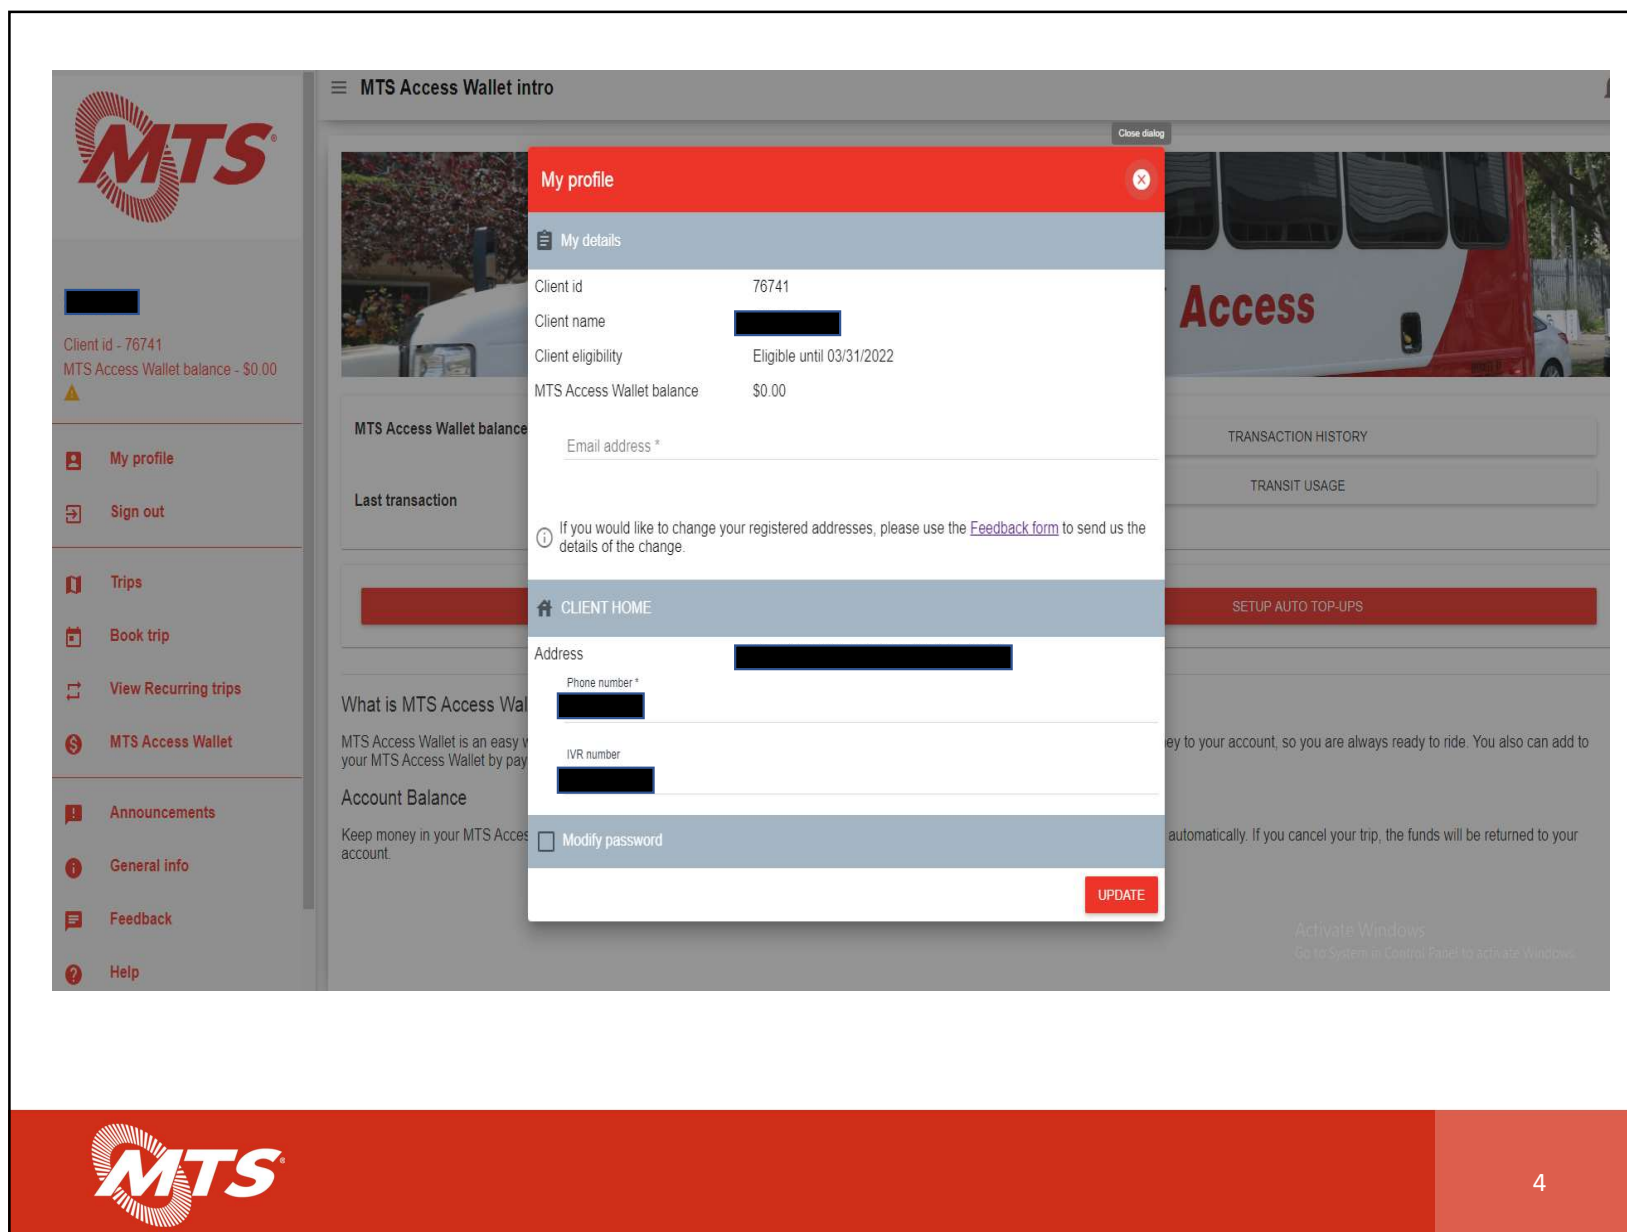 MTS
Client id - 76741
MTS Access Wallet balance - $0.00
My profile
Sign out
Trips
Book trip
View Recurring trips
MTS Access Wallet
Announcements
General info
Feedback
Help
MTS Access Wallet intro
Close dialog
My profile
My details
Client id 76741
Client name
Client eligibility Eligible until 03/31/2022
MTS Access Wallet balance $0.00
Email address *
If you would like to change your registered addresses, please use the Feedback form to send us the
details of the change.
CLIENT HOME
Address
Phone number *
IVR number
Modify password
UPDATE
Access
MTS Access Wallet balance
TRANSACTION HISTORY
Last transaction
TRANSIT USAGE
SETUP AUTO TOP-UPS
What is MTS Access Wal
MTS Access Wallet is an easy w
ey to your account, so you are always ready to ride. You also can add to
your MTS Access Wallet by pay
Account Balance
Keep money in your MTS Acces
automatically. If you cancel your trip, the funds will be returned to your
account.
Activate Windows
Go to System in Control Panel to activate Windows.
MTS
4